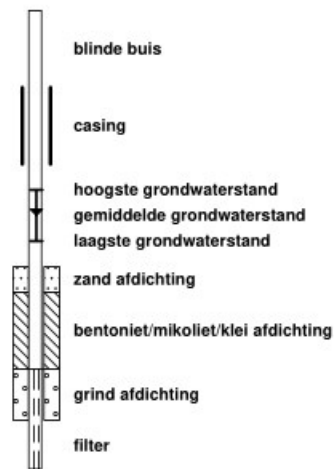 blinde buis
casing
hoogste grondwaterstand
gemiddelde grondwaterstand
laagste grondwaterstand
zand afdichting
bentoniet/mikoliet/klei afdichting
grind afdichting
filter